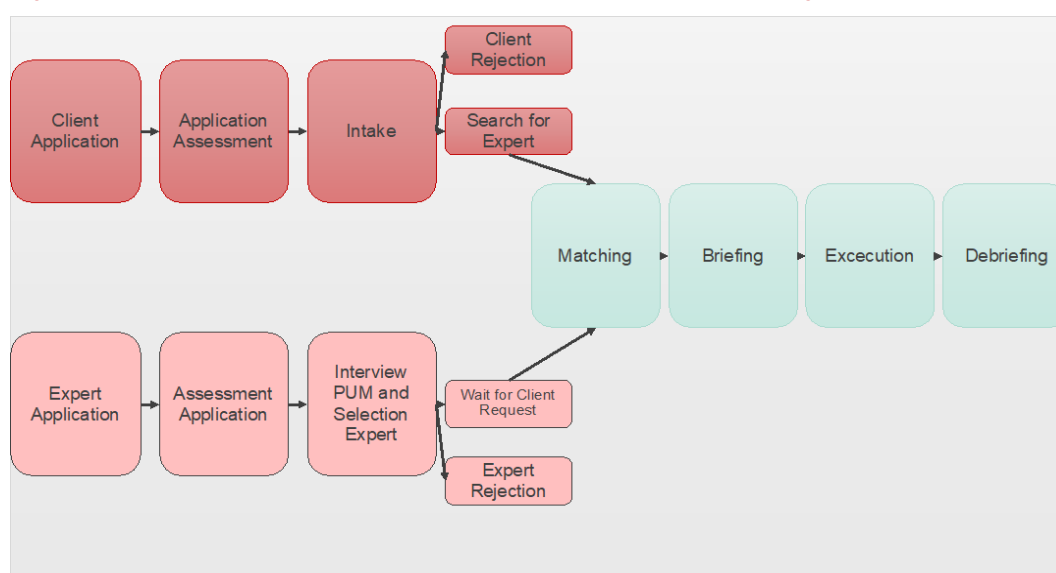 Client
Rejection
Client
Application
Application
Assessment
Intake
Search for
Expert
Matching
Briefing
Excecution
Debriefing
Expert
Application
Assessment
Application
Interview
PUM and
Selection
Expert
Wait for Client
Request
Expert
Rejection